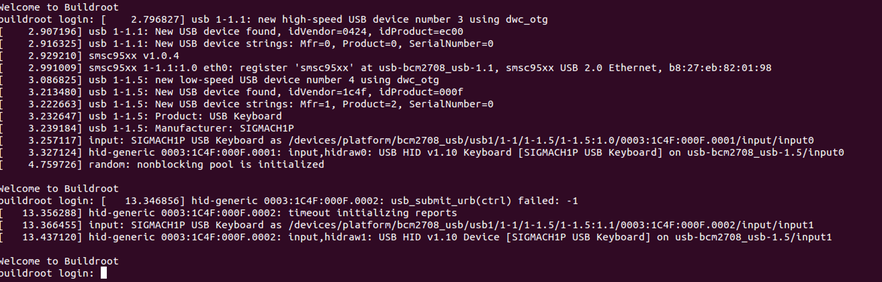 Welcome to Buildroot
buildroot login: [    2.796827] usb 1-1.1: new high-speed USB device number 3 using dwc_otg
[    2.907196] usb 1-1.1: New USB device found, idVendor=0424, idProduct=ec00
[    2.916325] usb 1-1.1: New USB device strings: Mfr=0, Product=0, SerialNumber=0
[    2.929210] smsc95xx v1.0.4
[    2.991009] smsc95xx 1-1.1:1.0 eth0: register 'smsc95xx' at usb-bcm2708_usb-1.1, smsc95xx USB 2.0 Ethernet, b8:27:eb:82:01:98
[    3.086825] usb 1-1.5: new low-speed USB device number 4 using dwc_otg
[    3.213480] usb 1-1.5: New USB device found, idVendor=1c4f, idProduct=000f
[    3.222663] usb 1-1.5: New USB device strings: Mfr=1, Product=2, SerialNumber=0
[    3.232647] usb 1-1.5: Product: USB Keyboard
[    3.239184] usb 1-1.5: Manufacturer: SIGMACH1P
[    3.257117] input: SIGMACH1P USB Keyboard as /devices/platform/bcm2708_usb/usb1/1-1/1-1.5/1-1.5:1.0/0003:1C4F:000F.0001/input/input0
[    3.327124] hid-generic 0003:1C4F:000F.0001: input,hidraw0: USB HID v1.10 Keyboard [SIGMACH1P USB Keyboard] on usb-bcm2708_usb-1.5/input0
[    4.759726] random: nonblocking pool is initialized

Welcome to Buildroot
buildroot login: [   13.346856] hid-generic 0003:1C4F:000F.0002: usb_submit_urb(ctrl) failed: -1
[   13.356288] hid-generic 0003:1C4F:000F.0002: timeout initializing reports
[   13.366455] input: SIGMACH1P USB Keyboard as /devices/platform/bcm2708_usb/usb1/1-1/1-1.5/1-1.5:1.1/0003:1C4F:000F.0002/input/input1
[   13.437120] hid-generic 0003:1C4F:000F.0002: input,hidraw1: USB HID v1.10 Device [SIGMACH1P USB Keyboard] on usb-bcm2708_usb-1.5/input1

Welcome to Buildroot
buildroot login: